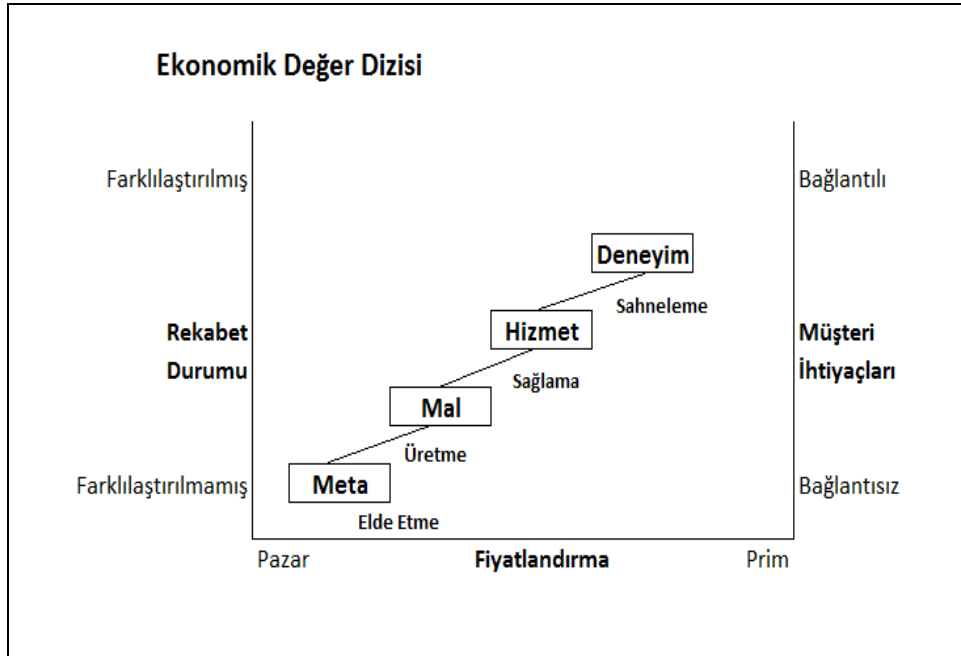 Ekonomik Değer Dizisi
Farklılaştırılmış
Bağlantılı
Deneyim
Sahneleme
Rekabet
Durumu
Hizmet
Müşteri
İhtiyaçları
Sağlama
Mal
Üretme
Farklılaştırılmamış
Meta
Bağlantısız
Elde Etme
Pazar
Fiyatlandırma
Prim